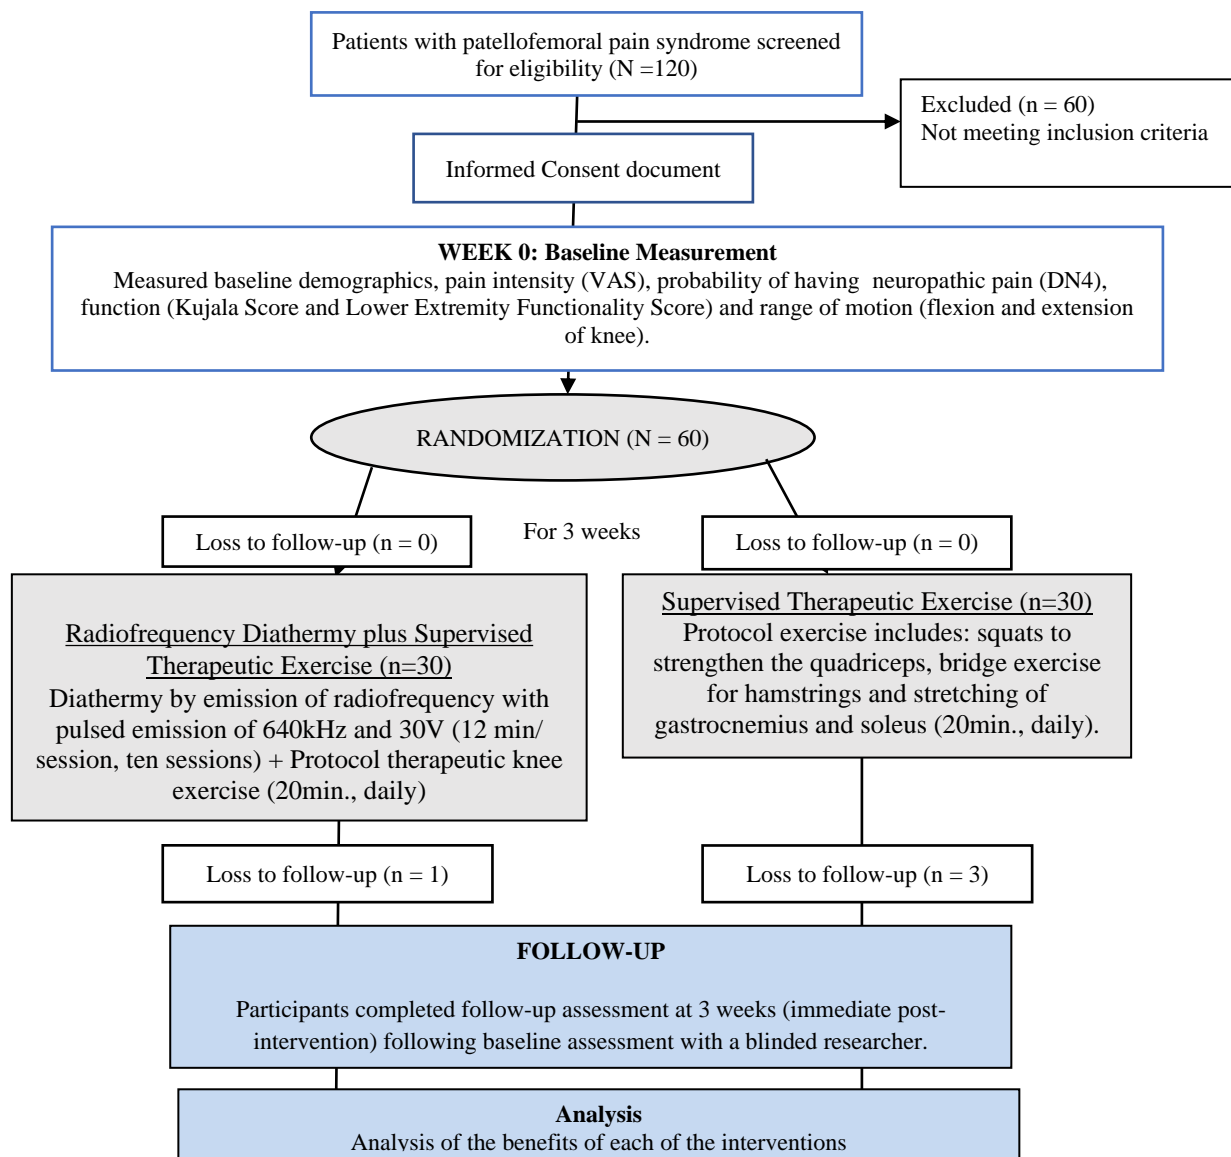 Patients with patellofemoral pain syndrome screened
for eligibility (N =120)
Excluded (n = 60)
Not meeting inclusion criteria
Informed Consent document
WEEK 0: Baseline Measurement
Measured baseline demographics, pain intensity (VAS), probability of having neuropathic pain (DN4),
function (Kujala Score and Lower Extremity Functionality Score) and range of motion (flexion and extension
of knee).
RANDOMIZATION (N = 60)
Loss to follow-up (n = 0)
For 3 weeks
Loss to follow-up (n = 0)
Radiofrequency Diathermy plus Supervised
Therapeutic Exercise (n=30)
Diathermy by emission of radiofrequency with
pulsed emission of 640kHz and 30V (12 min/
session, ten sessions) + Protocol therapeutic knee
exercise (20min., daily)
Supervised Therapeutic Exercise (n=30)
Protocol exercise includes: squats to
strengthen the quadriceps, bridge exercise
for hamstrings and stretching of
gastrocnemius and soleus (20min., daily).
Loss to follow-up (n = 1)
Loss to follow-up (n = 3)
FOLLOW-UP
Participants completed follow-up assessment at 3 weeks (immediate post-
intervention) following baseline assessment with a blinded researcher.
Analysis
Analysis of the benefits of each of the interventions